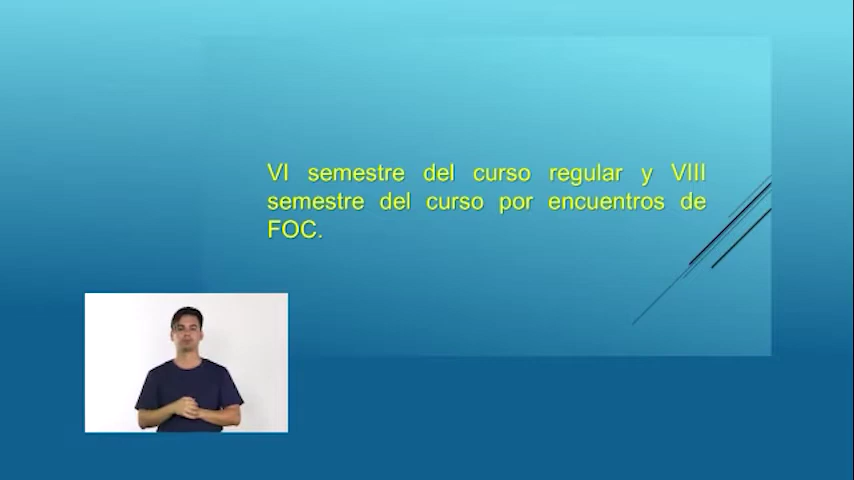 VI semestre del curso regular y VIII
semestre del curso por encuentros de
FOC.